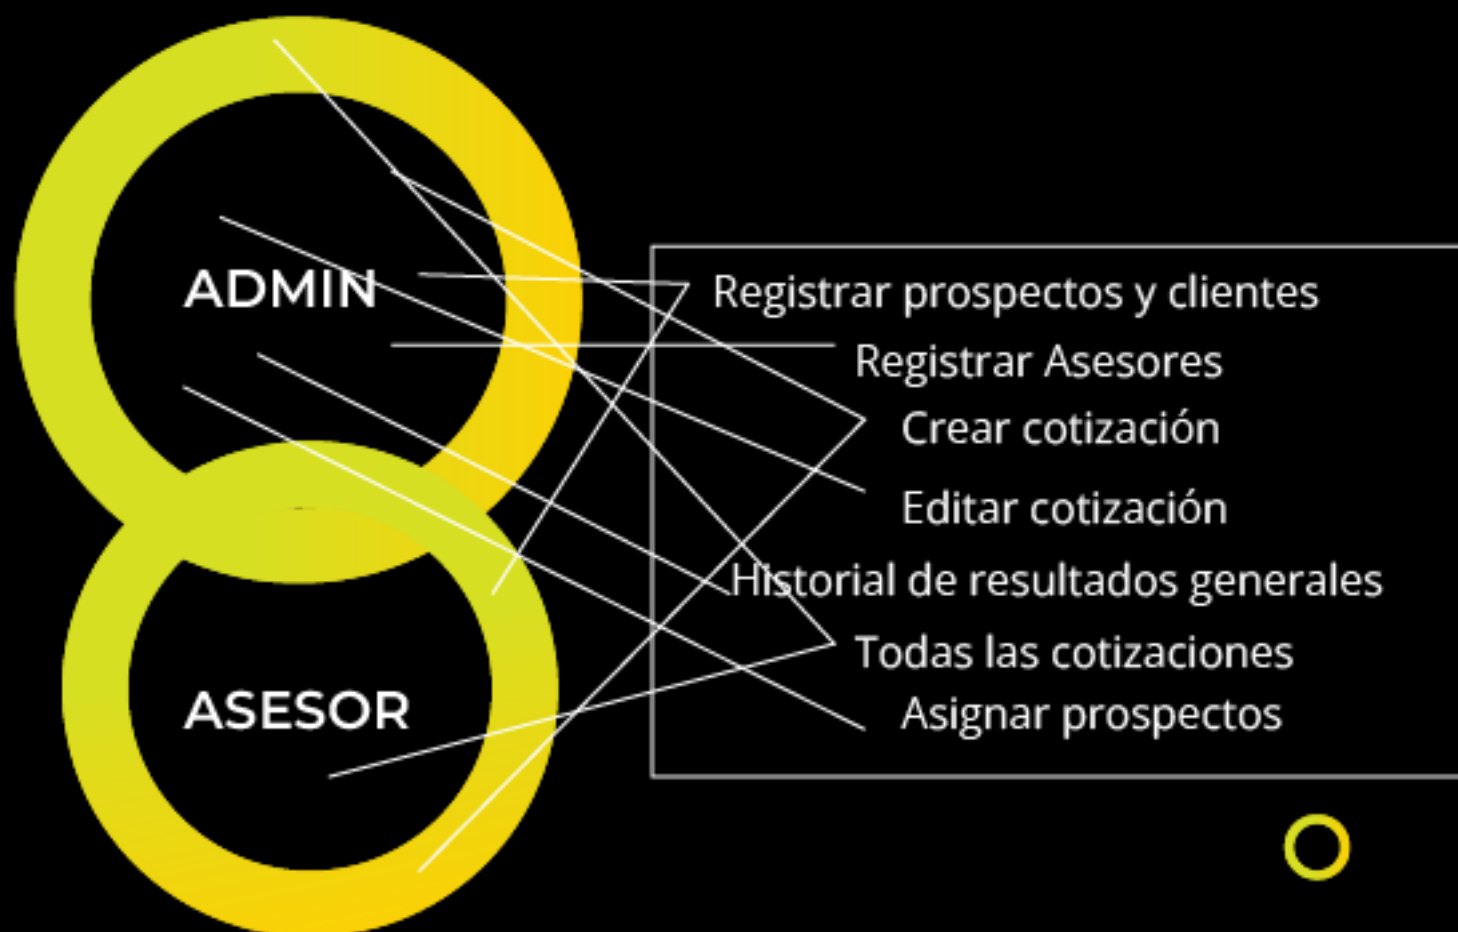 ADMIN
Registrar prospectos y clientes
Registrar Asesores
Crear cotización
Editar cotización
Historial de resultados generales
Todas las cotizaciones
Asignar prospectos
ASESOR